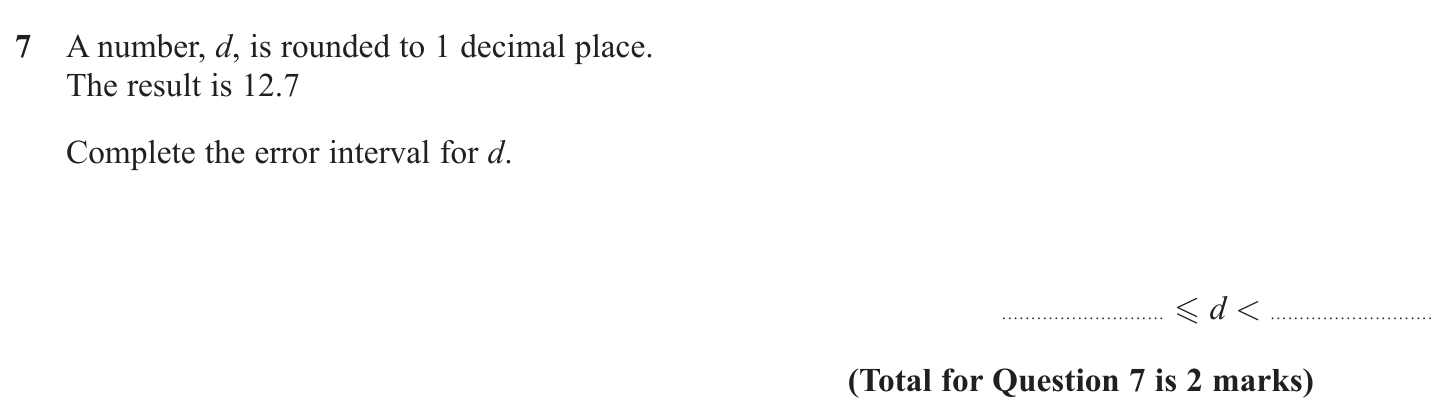 7 A number, d, is rounded to 1 decimal place.
The result is 12.7
Complete the error interval for d.
........................... ⩽ d < ...........................
(Total for Question 7 is 2 marks)